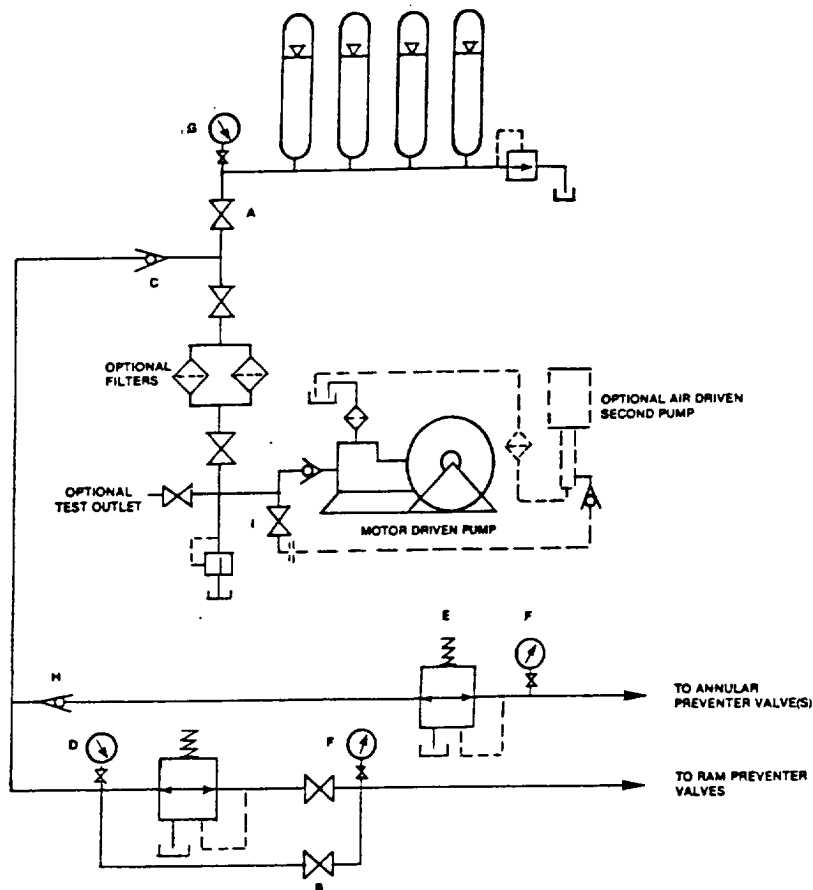 G
A
C
OPTIONAL
FILTERS
OPTIONAL AIR DRIVEN
SECOND PUMP
OPTIONAL
TEST OUTLET
I
MOTOR DRIVEN PUMP
E
F
H
TO ANNULAR
PREVENTER VALVE(S)
D
F
TO RAM PREVENTER
VALVES